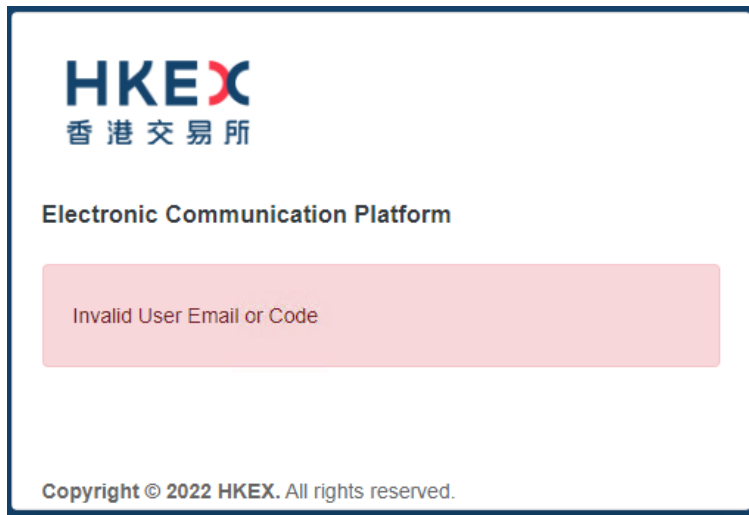 HKEX
香港交易所
Electronic Communication Platform
Invalid User Email or Code
Copyright © 2022 HKEX. All rights reserved.